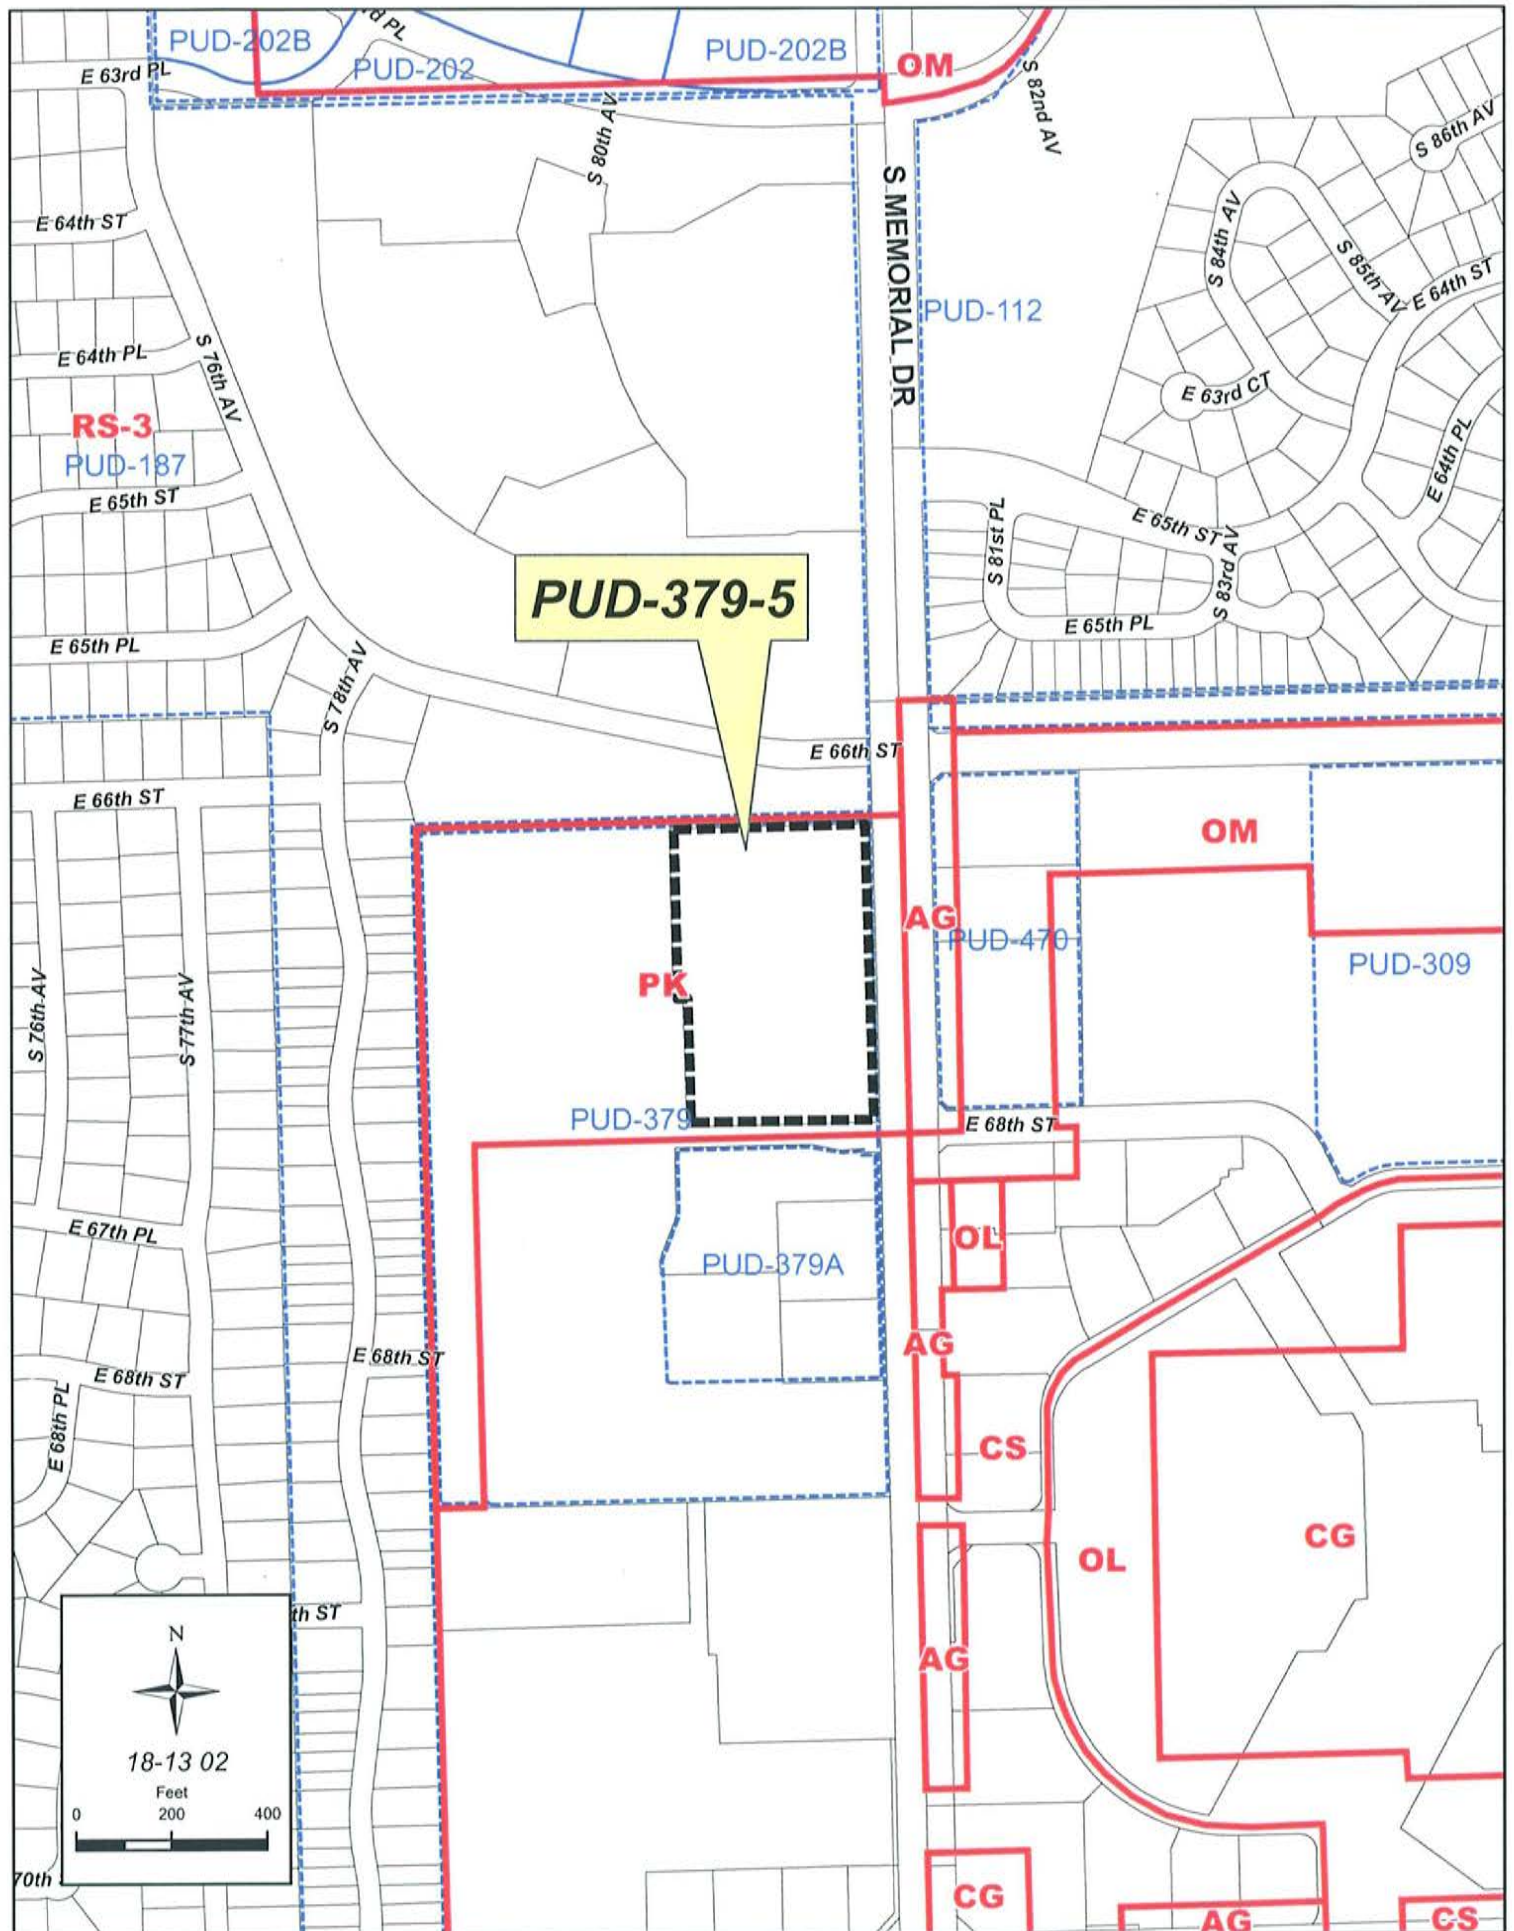 PUD-202B
PUD-202
PUD-202B
OM
E 63rd PL
S 82nd AV
S 80th AV
S 86th AV
E 64th ST
S MEMORIAL DR
S 84th AV
S 85th AV
E 64th ST
PUD-112
E 64th PL
S 76th AV
E 63rd CT
RS-3
PUD-187
E 64th PL
E 65th ST
E 65th ST
S 81st PL
S 83rd AV
PUD-379-5
E 65th PL
E 65th PL
S 78th AV
E 66th ST
E 66th ST
OM
AG
PUD-470
PUD-309
PK
S 76th AV
S 77th AV
PUD-379
E 68th ST
E 67th PL
OL
PUD-379A
AG
E 68th ST
E 68th ST
E 68th PL
CS
CG
OL
th ST
AG
N
18-13 02
Feet
0 200 400
70th
CG
AG
CS